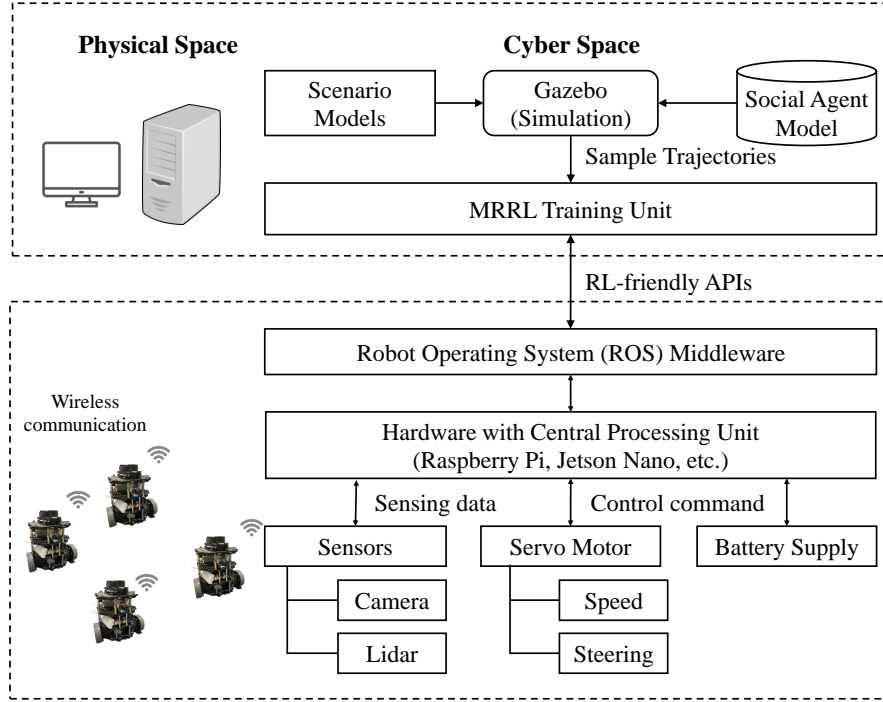 Physical Space
Cyber Space
Scenario
Models
Gazebo
(Simulation)
Social Agent
Model
Sample Trajectories
MRRL Training Unit
RL-friendly APIs
Robot Operating System (ROS) Middleware
Wireless
communication
Hardware with Central Processing Unit
(Raspberry Pi, Jetson Nano, etc.)
Sensing data
Control command
Sensors
Servo Motor
Battery Supply
Camera
Speed
Lidar
Steering